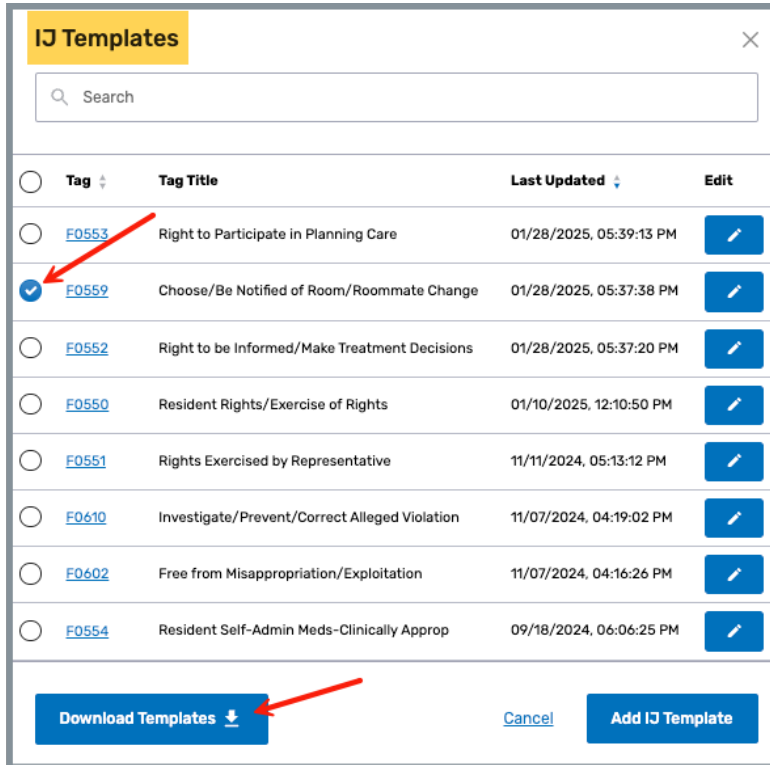 IJ Templates
Search
Tag Tag Title Last Updated Edit
F0553 Right to Participate in Planning Care 01/28/2025, 05:39:13 PM
F0559 Choose/Be Notified of Room/Roommate Change 01/28/2025, 05:37:38 PM
F0552 Right to be Informed/Make Treatment Decisions 01/28/2025, 05:37:20 PM
F0550 Resident Rights/Exercise of Rights 01/10/2025, 12:10:50 PM
F0551 Rights Exercised by Representative 11/11/2024, 05:13:12 PM
F0610 Investigate/Prevent/Correct Alleged Violation 11/07/2024, 04:19:02 PM
F0602 Free from Misappropriation/Exploitation 11/07/2024, 04:16:26 PM
F0554 Resident Self-Admin Meds-Clinically Approp 09/18/2024, 06:06:25 PM
Download Templates Cancel Add IJ Template